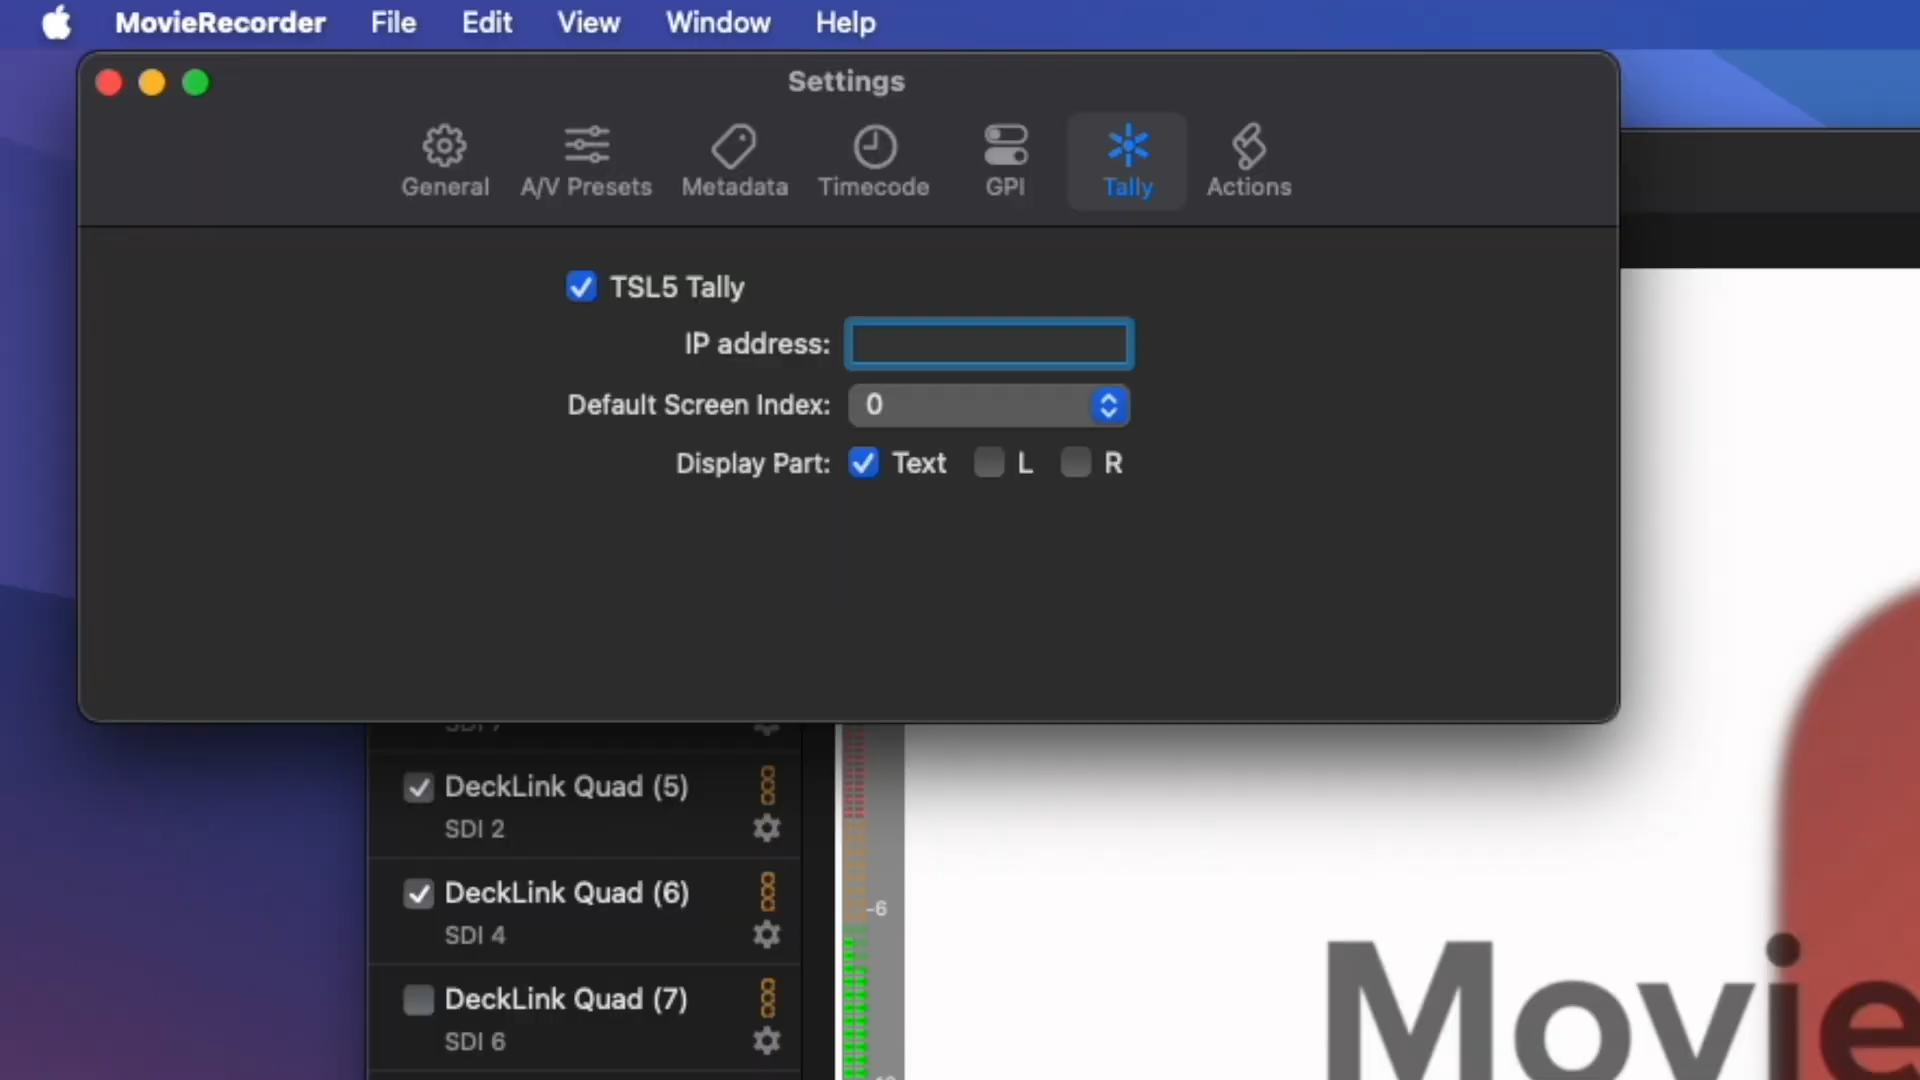 MovieRecorder File Edit View Window Help
Settings
General A/V Presets Metadata Timecode GPI Tally Actions
TSL5 Tally
IP address:
Default Screen Index: 0
Display Part: Text L R
DeckLink Quad (5)
SDI 2
DeckLink Quad (6)
SDI 4
-6
DeckLink Quad (7)
SDI 6
Movie